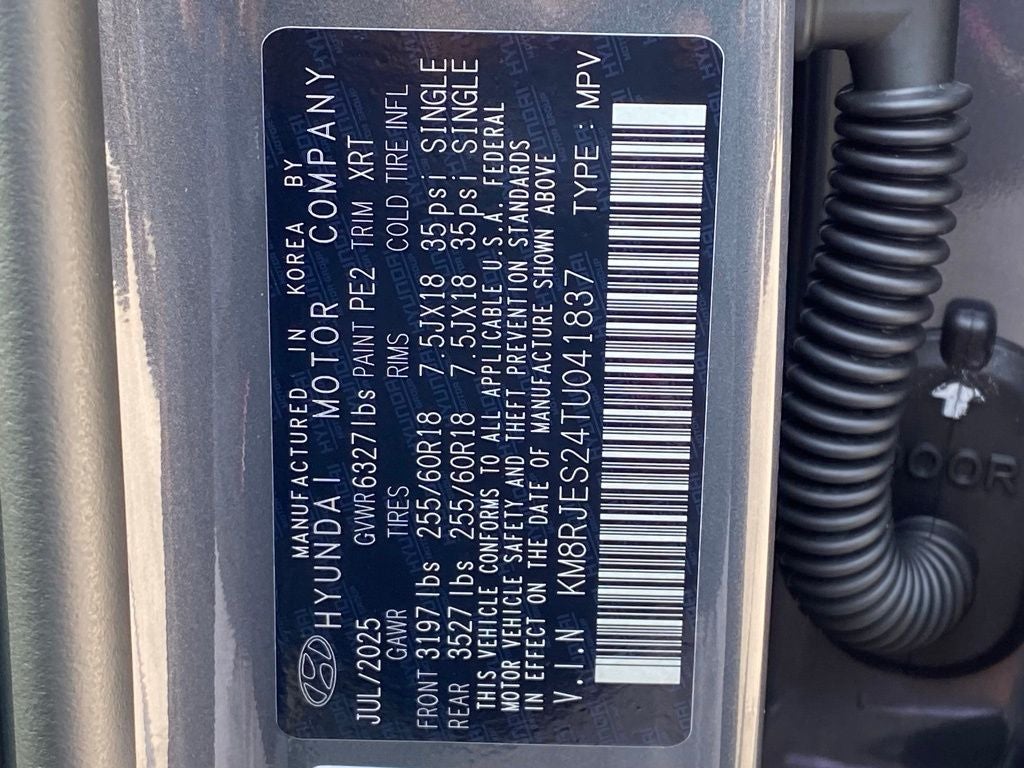 MANUFACTURED IN KOREA BY
HYUNDAI MOTOR COMPANY
JUL/2025 GVWR6327lbs PAINT PE2 TRIM XRT
GAWR TIRES RIMS COLD TIRE INFL
FRONT 3197lbs 255/60R18 7.5JX18 35psi SINGLE
REAR 3527lbs 255/60R18 7.5JX18 35psi SINGLE
THIS VEHICLE CONFORMS TO ALL APPLICABLE U.S.A. FEDERAL
MOTOR VEHICLE SAFETY AND THEFT PREVENTION STANDARDS
IN EFFECT ON THE DATE OF MANUFACTURE SHOWN ABOVE
V.I.N KM8RJES24TU041837 TYPE: MPV
OOR